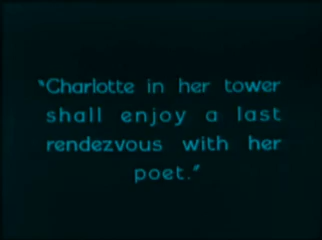 "Charlotte in her tower
shall enjoy a last
rendezvous with her
poet."